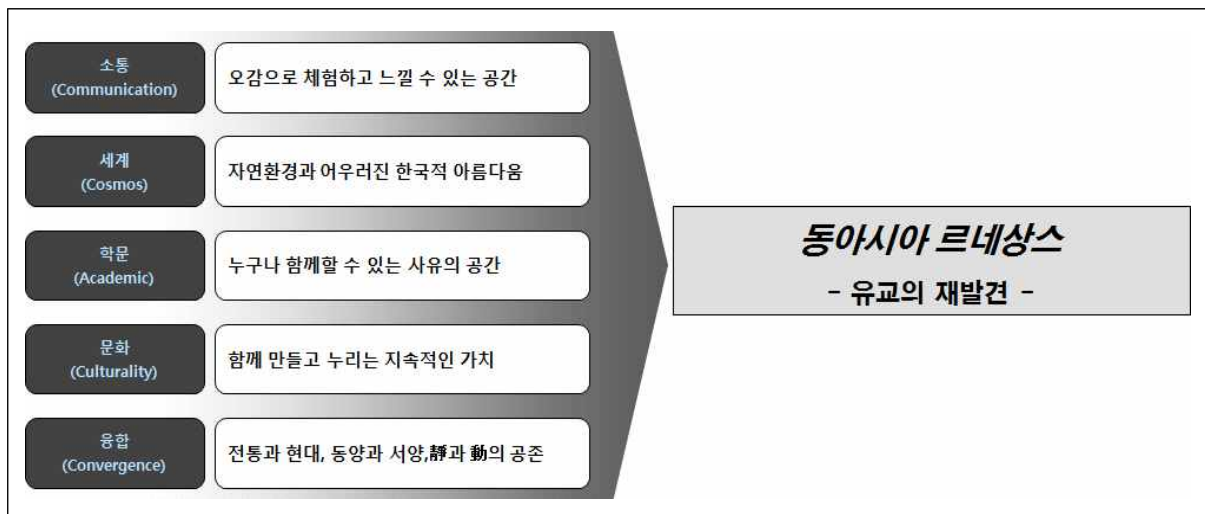 소통
(Communication)
오감으로 체험하고 느낄 수 있는 공간
세계
(Cosmos)
자연환경과 어우러진 한국적 아름다움
학문
(Academic)
누구나 함께할 수 있는 사유의 공간
문화
(Culturality)
함께 만들고 누리는 지속적인 가치
융합
(Convergence)
전통과 현대, 동양과 서양,靜과 動의 공존
동아시아 르네상스
- 유교의 재발견 -